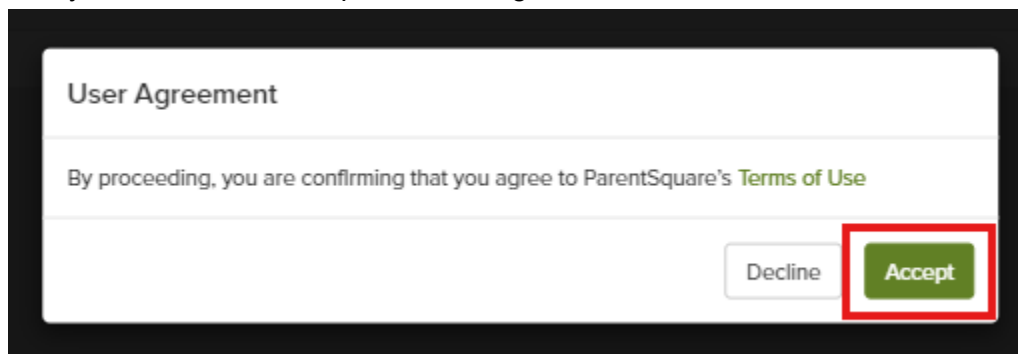 User Agreement
By proceeding, you are confirming that you agree to ParentSquare's Terms of Use
Decline
Accept